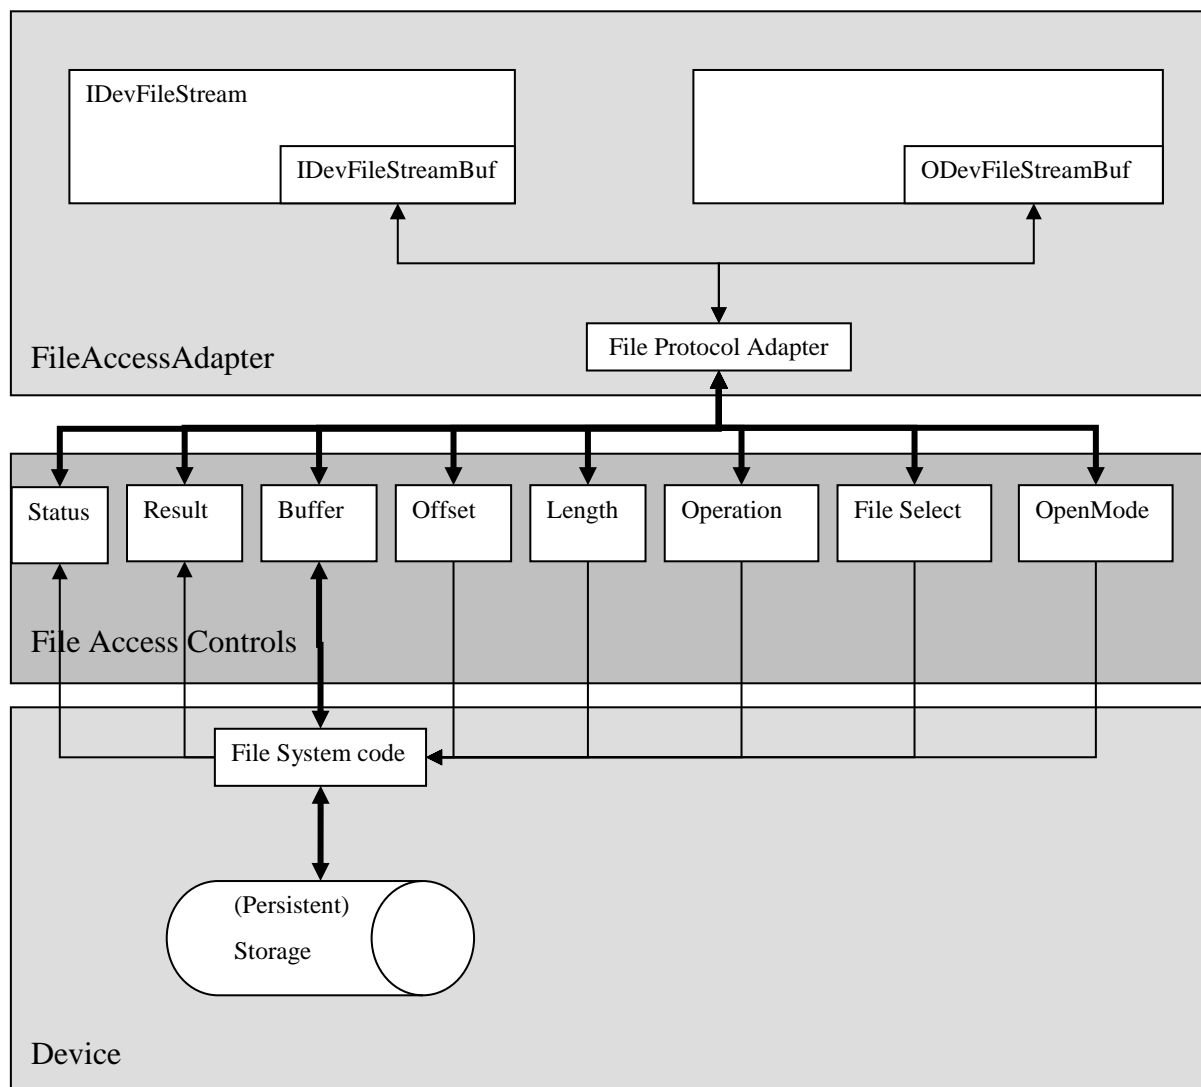 IDevFileStream
IDevFileStreamBuf
ODevFileStreamBuf
File Protocol Adapter
FileAccessAdapter
Status
Result
Buffer
Offset
Length
Operation
File Select
OpenMode
File Access Controls
File System code
(Persistent)
Storage
Device